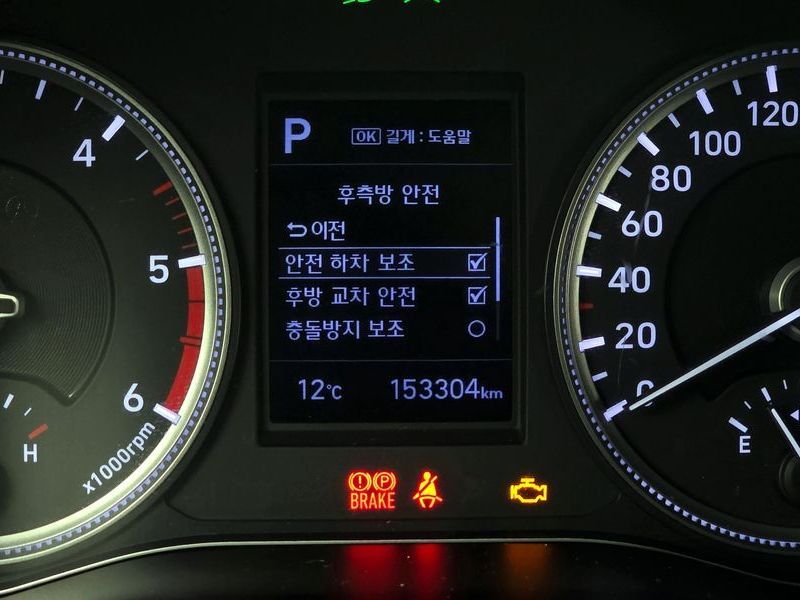 P
OK 길게 : 도움말
후측방 안전
이전
안전 하차 보조
후방 교차 안전
충돌방지 보조
12°C 153304km
4
5
6
x1000rpm
H
120
100
80
60
40
20
0
E
(!) (P)
BRAKE